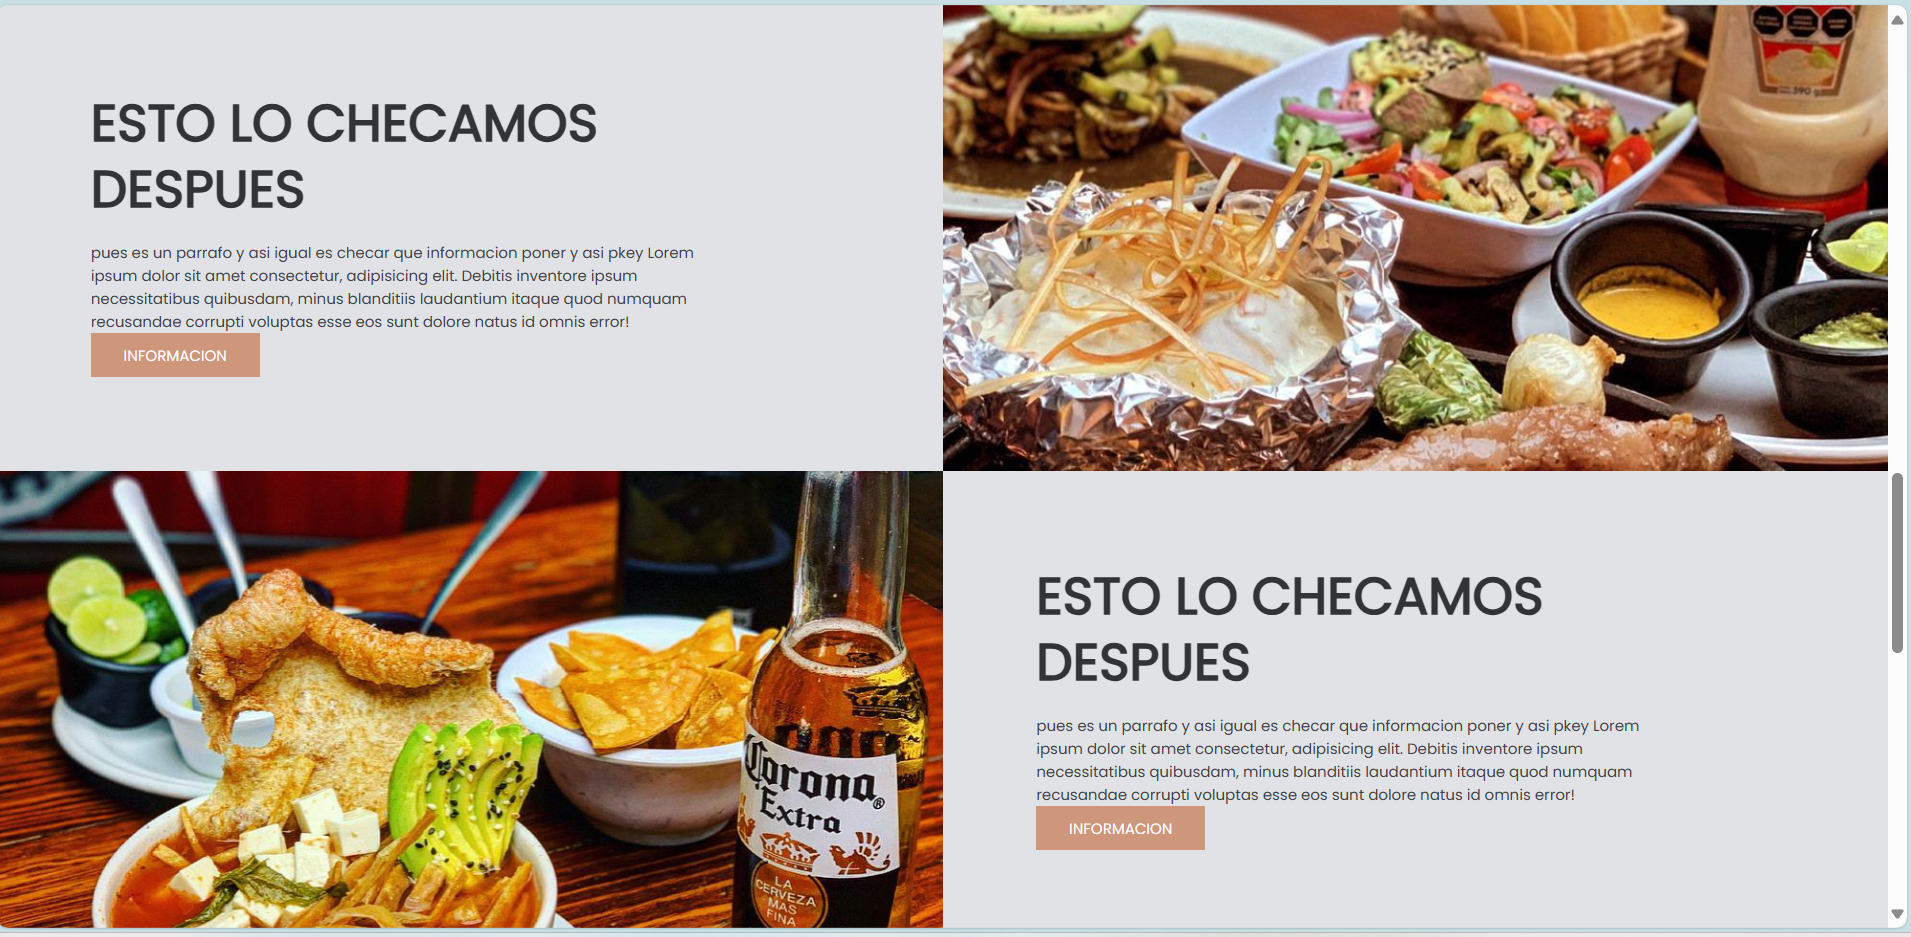 ESTO LO CHECAMOS
DESPUES
pues es un parrafo y asi igual es checar que informacion poner y asi pkey Lorem
ipsum dolor sit amet consectetur, adipisicing elit. Debitis inventore ipsum
necessitatibus quibusdam, minus blanditiis laudantium itaque quod numquam
recusandae corrupti voluptas esse eos sunt dolore natus id omnis error!
INFORMACION
390 g
Corona
Extra
LA
CERVEZA
MAS
FINA
ESTO LO CHECAMOS
DESPUES
pues es un parrafo y asi igual es checar que informacion poner y asi pkey Lorem
ipsum dolor sit amet consectetur, adipisicing elit. Debitis inventore ipsum
necessitatibus quibusdam, minus blanditiis laudantium itaque quod numquam
recusandae corrupti voluptas esse eos sunt dolore natus id omnis error!
INFORMACION